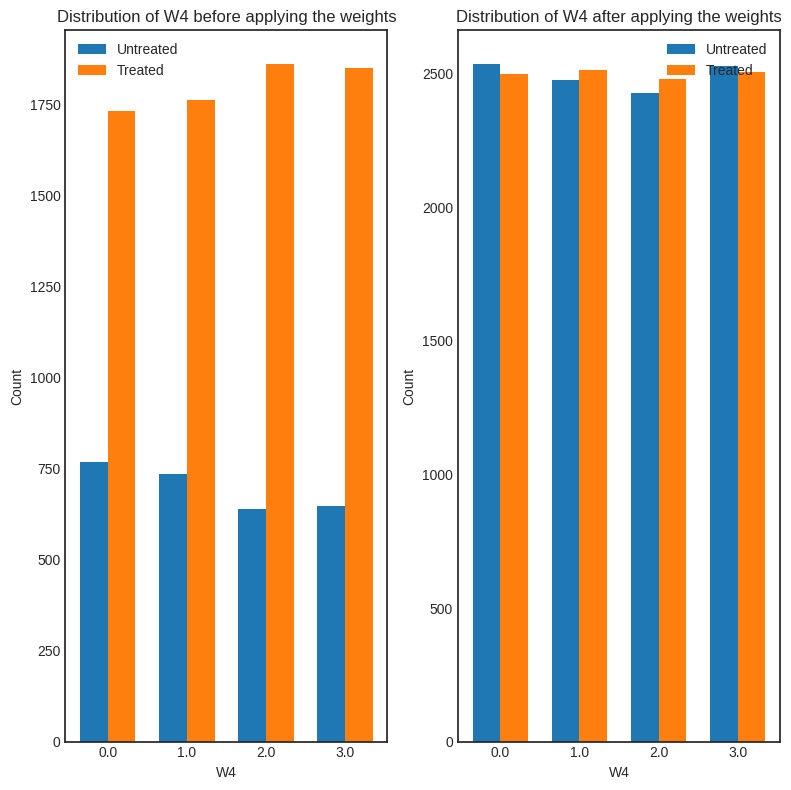 Distribution of W4 before applying the weights
Untreated
Treated
1750
1500
1250
1000
750
500
250
0
Count
0.0 1.0 2.0 3.0
W4
Distribution of W4 after applying the weights
Untreated
Treated
2500
2000
1500
1000
500
0
Count
0.0 1.0 2.0 3.0
W4